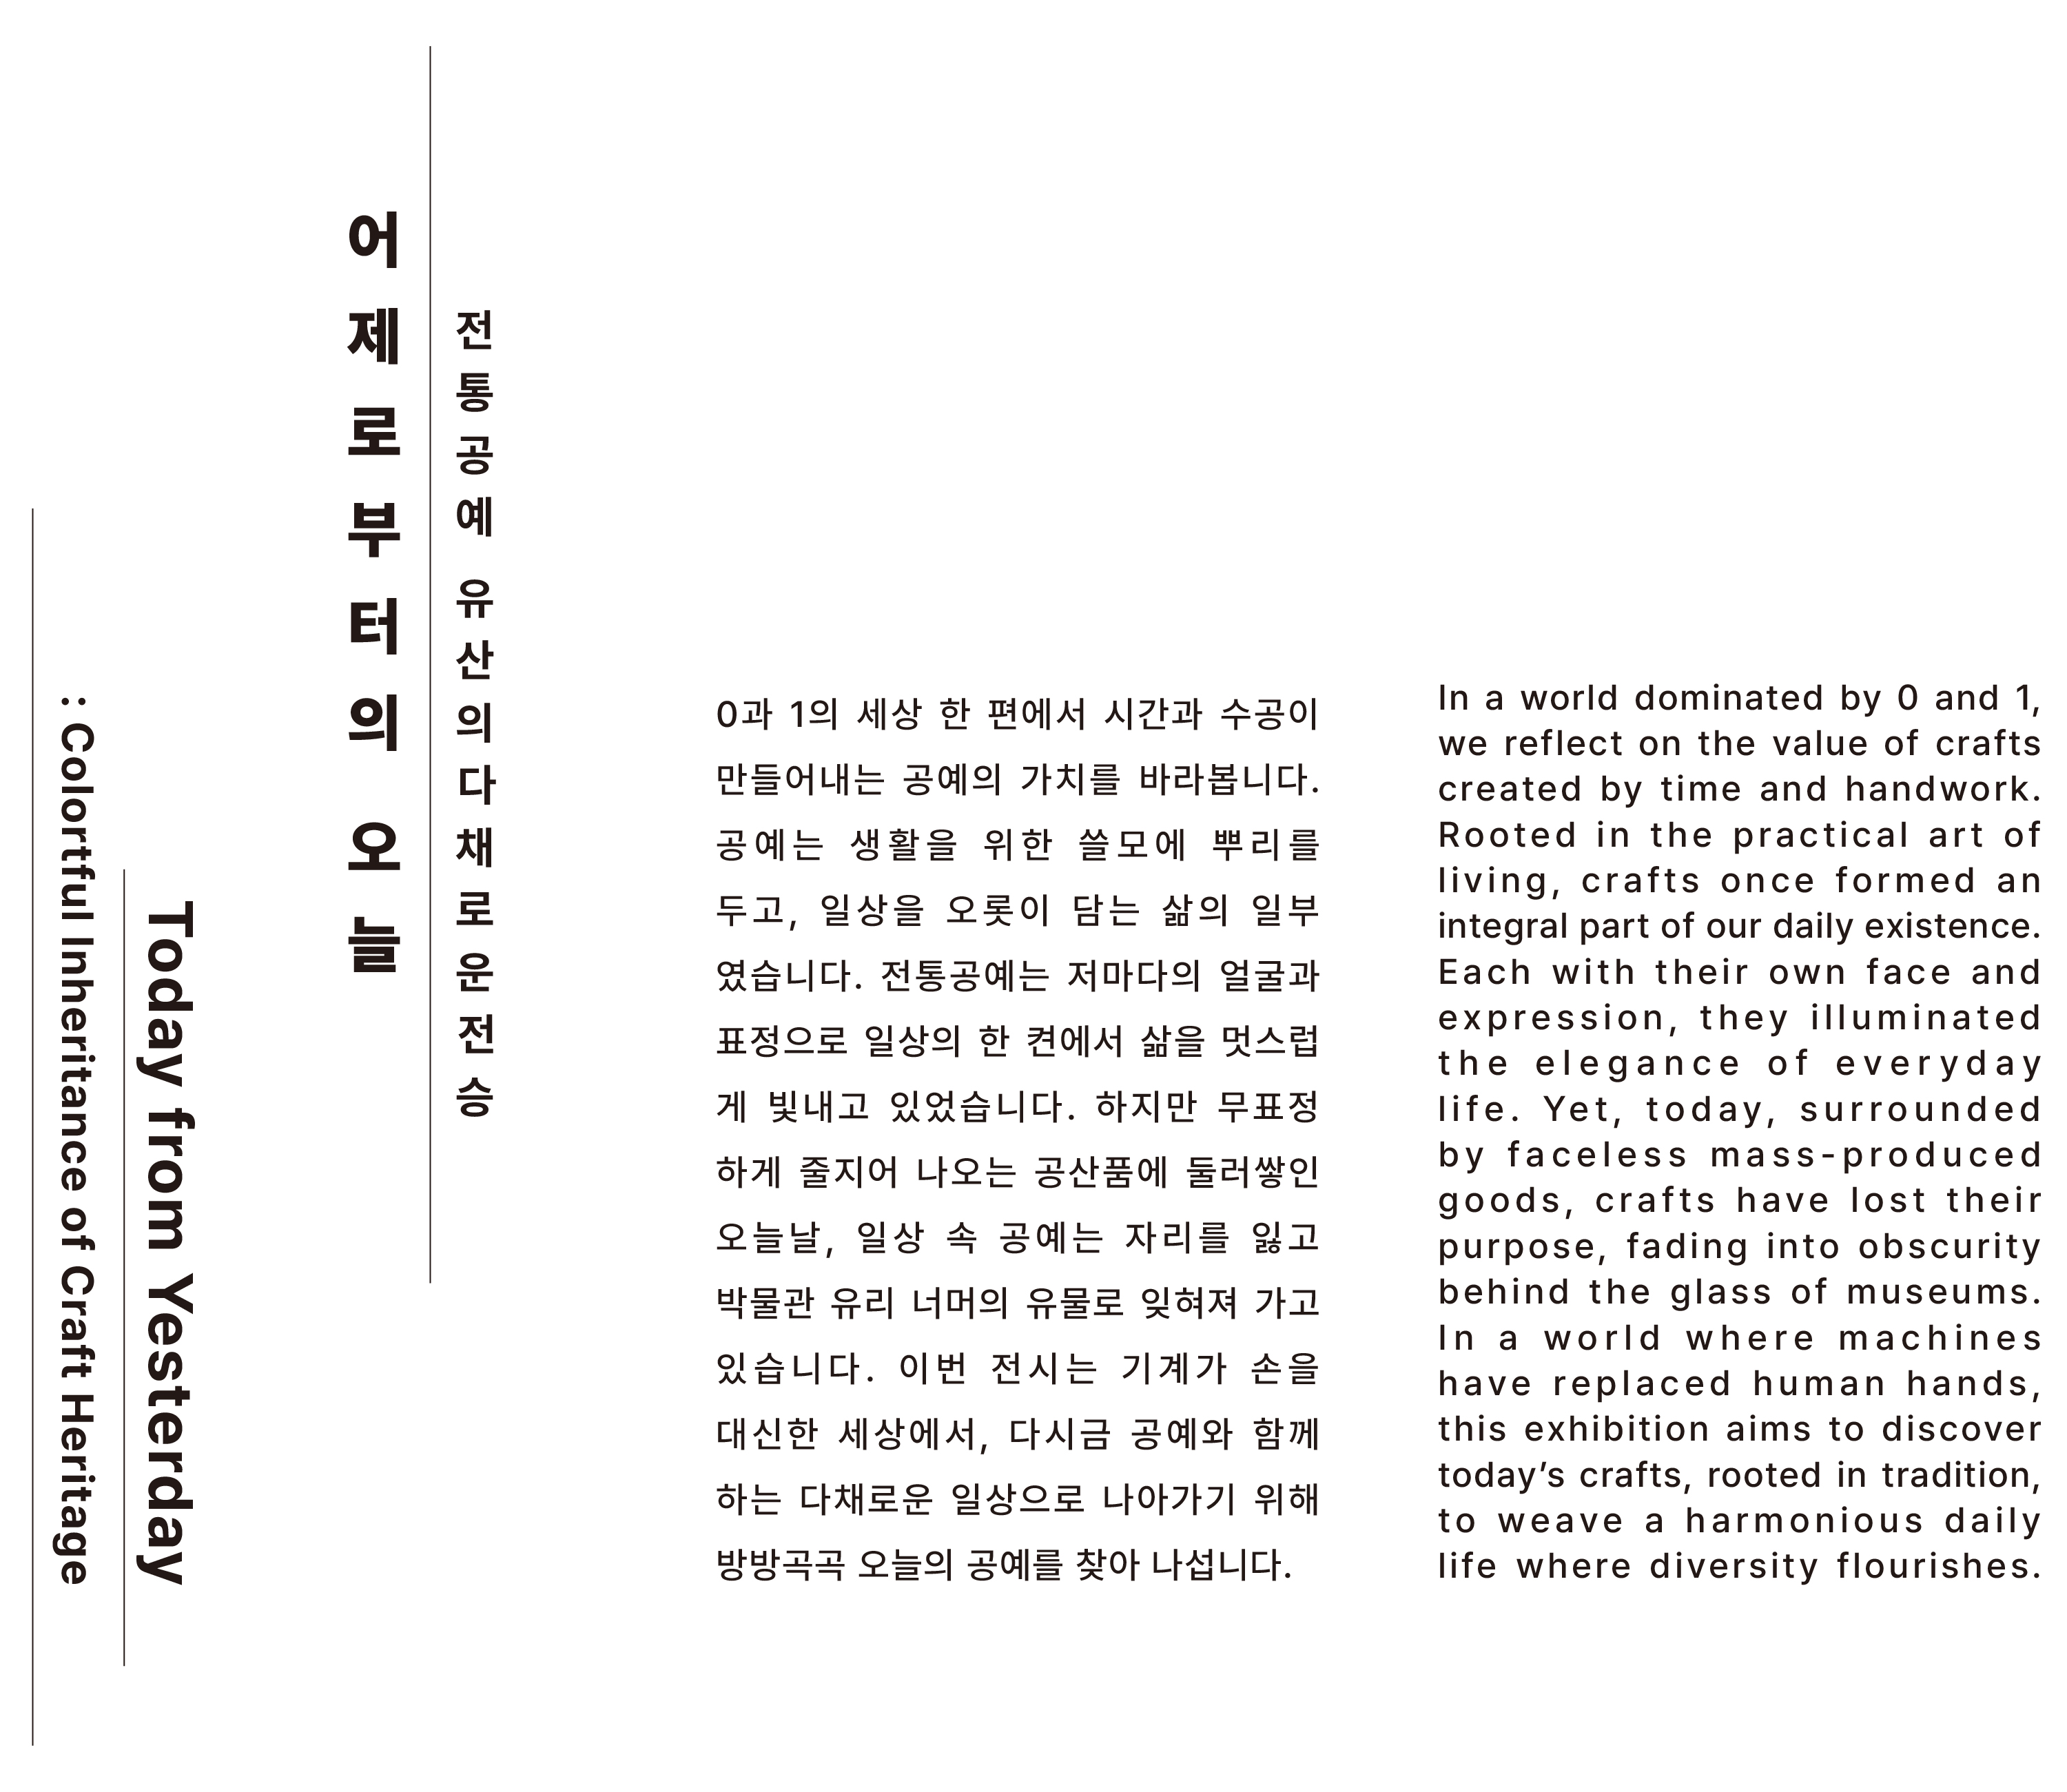 : Colortful Inheritance of Craft Heritage
Today from Yesterday
어제로부터의 오늘
전통공예 유산의다채로운전승
0과 1의 세상 한 편에서 시간과 수공이
만들어내는 공예의 가치를 바라봅니다.
공예는 생활을 위한 쓸모에 뿌리를
두고, 일상을 오롯이 담는 삶의 일부
였습니다. 전통공예는 저마다의 얼굴과
표정으로 일상의 한 켠에서 삶을 멋스럽
게 빛내고 있었습니다. 하지만 무표정
하게 줄지어 나오는 공산품에 둘러쌓인
오늘날, 일상 속 공예는 자리를 잃고
박물관 유리 너머의 유물로 잊혀져 가고
있습니다. 이번 전시는 기계가 손을
대신한 세상에서, 다시금 공예와 함께
하는 다채로운 일상으로 나아가기 위해
방방곡곡 오늘의 공예를 찾아 나섭니다.
In a world dominated by 0 and 1,
we reflect on the value of crafts
created by time and handwork.
Rooted in the practical art of
living, crafts once formed an
integral part of our daily existence.
Each with their own face and
expression, they illuminated
the elegance of everyday
life. Yet, today, surrounded
by faceless mass-produced
goods, crafts have lost their
purpose, fading into obscurity
behind the glass of museums.
In a world where machines
have replaced human hands,
this exhibition aims to discover
today’s crafts, rooted in tradition,
to weave a harmonious daily
life where diversity flourishes.